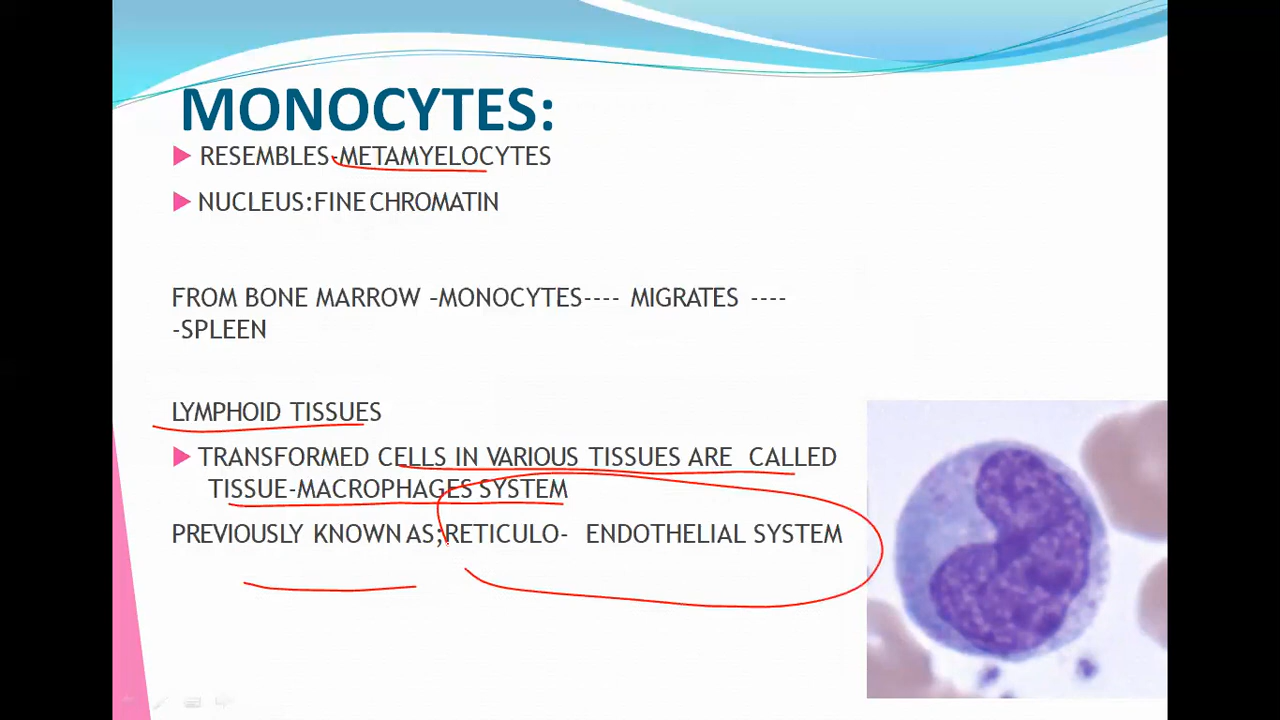 MONOCYTES:
RESEMBLES-METAMYELOCYTES
NUCLEUS:FINE CHROMATIN
FROM BONE MARROW -MONOCYTES---- MIGRATES ----
-SPLEEN
LYMPHOID TISSUES
TRANSFORMED CELLS IN VARIOUS TISSUES ARE CALLED
TISSUE-MACROPHAGES SYSTEM
PREVIOUSLY KNOWN AS;RETICULO- ENDOTHELIAL SYSTEM